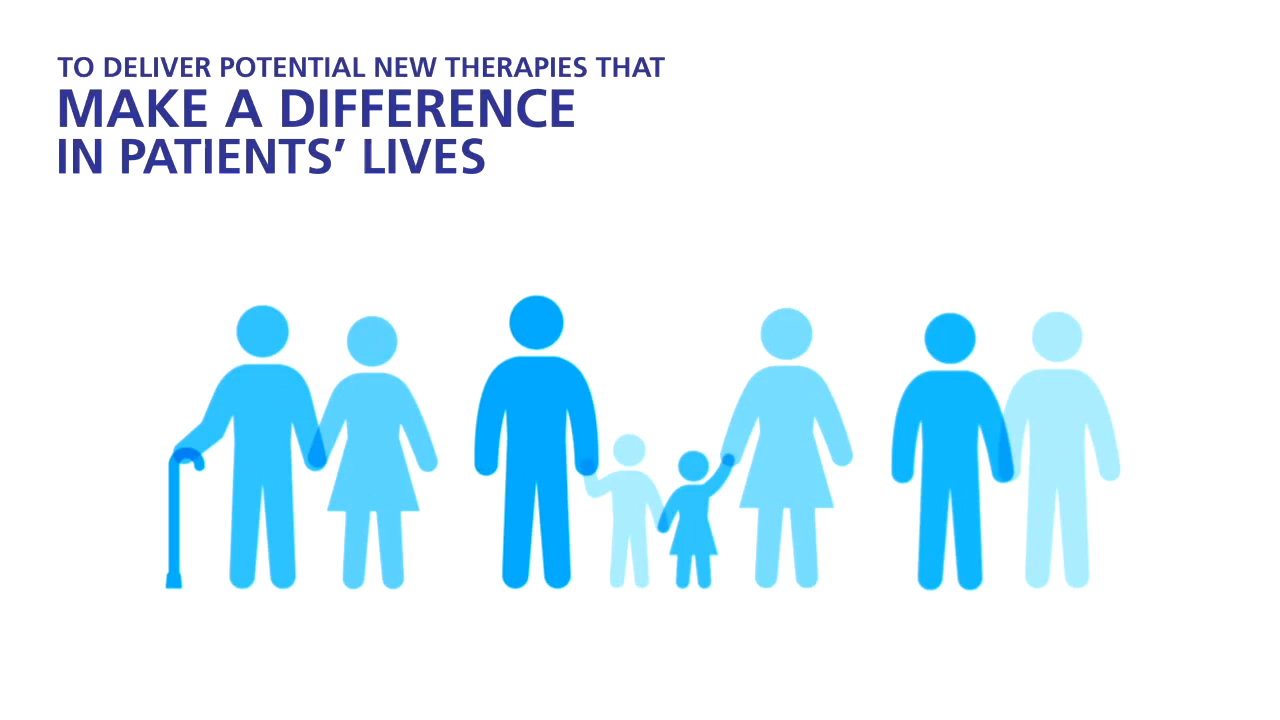 TO DELIVER POTENTIAL NEW THERAPIES THAT
MAKE A DIFFERENCE
IN PATIENTS’ LIVES